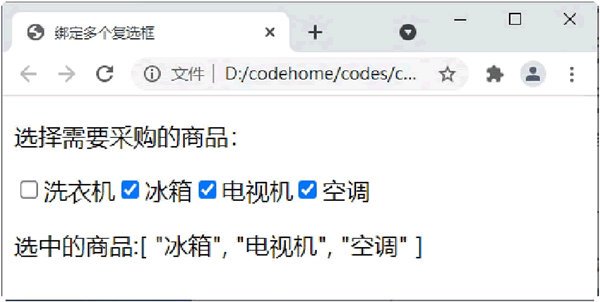 绑定多个复选框
文件 D:/codehome/codes/c...
选择需要采购的商品：
洗衣机 冰箱 电视机 空调
选中的商品:[ "冰箱", "电视机", "空调" ]